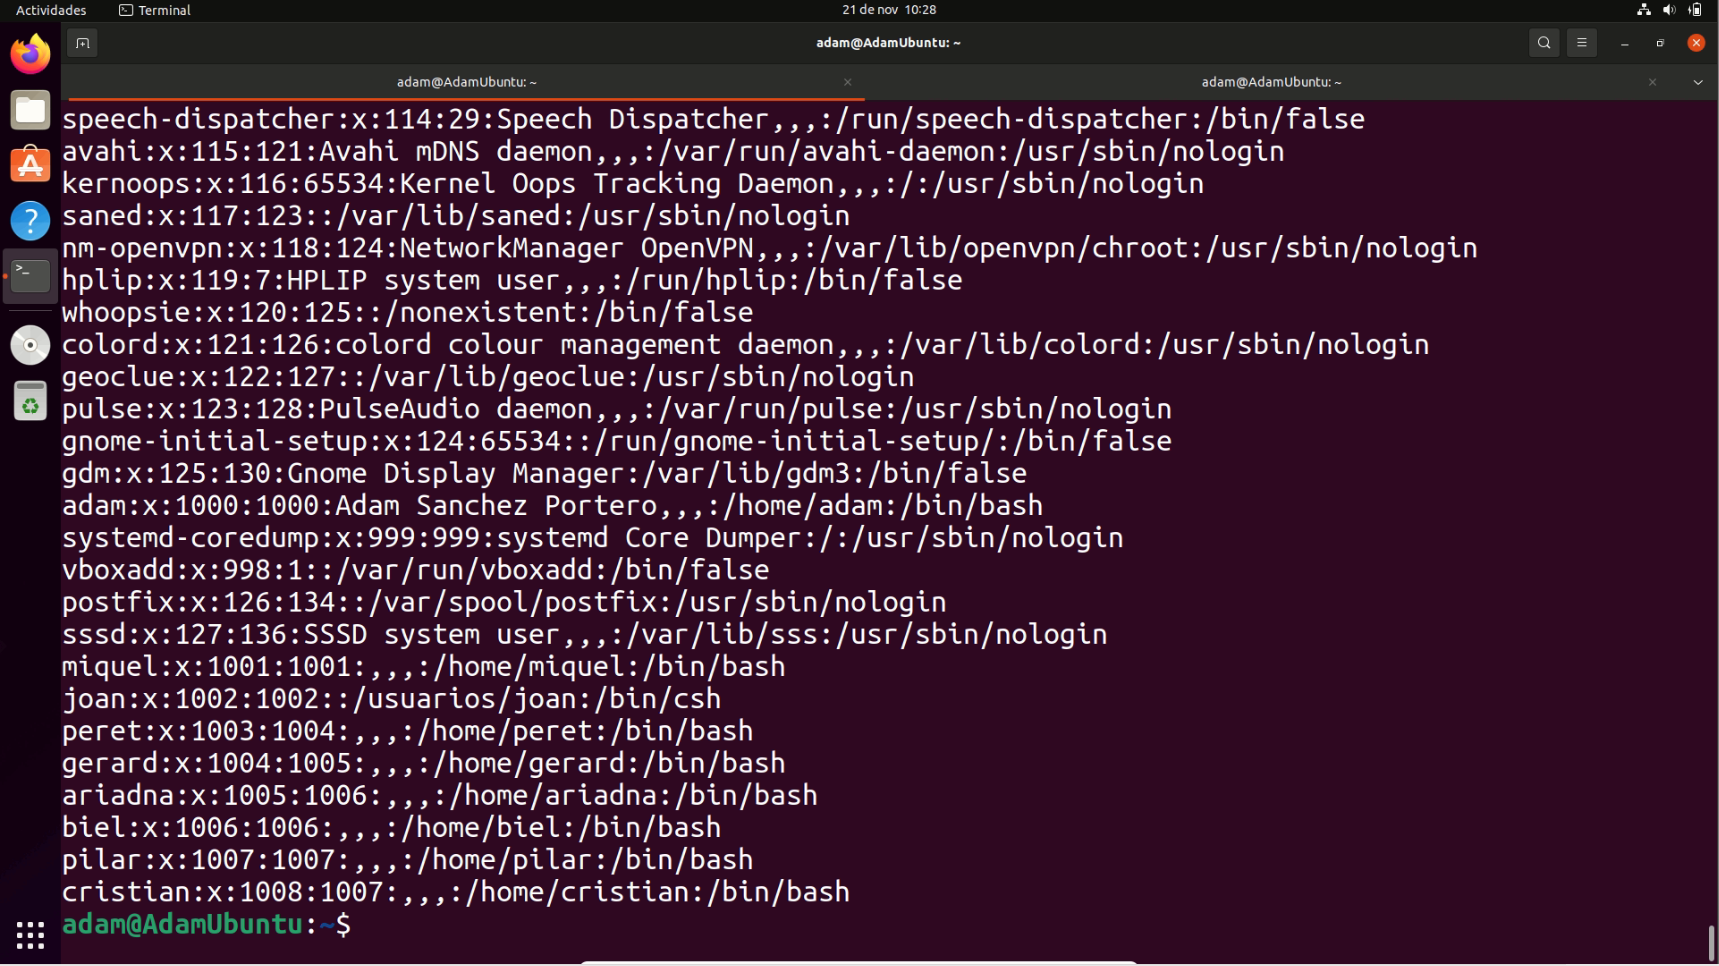 Actividades Terminal 21 de nov 10:28
adam@AdamUbuntu: ~
adam@AdamUbuntu: ~ adam@AdamUbuntu: ~
speech-dispatcher:x:114:29:Speech Dispatcher,,,:/run/speech-dispatcher:/bin/false
avahi:x:115:121:Avahi mDNS daemon,,,:/var/run/avahi-daemon:/usr/sbin/nologin
kernoops:x:116:65534:Kernel Oops Tracking Daemon,,,:/:/usr/sbin/nologin
saned:x:117:123::/var/lib/saned:/usr/sbin/nologin
nm-openvpn:x:118:124:NetworkManager OpenVPN,,,:/var/lib/openvpn/chroot:/usr/sbin/nologin
hplip:x:119:7:HPLIP system user,,,:/run/hplip:/bin/false
whoopsie:x:120:125::/nonexistent:/bin/false
colord:x:121:126:colord colour management daemon,,,:/var/lib/colord:/usr/sbin/nologin
geoclue:x:122:127::/var/lib/geoclue:/usr/sbin/nologin
pulse:x:123:128:PulseAudio daemon,,,:/var/run/pulse:/usr/sbin/nologin
gnome-initial-setup:x:124:65534::/run/gnome-initial-setup/:/bin/false
gdm:x:125:130:Gnome Display Manager:/var/lib/gdm3:/bin/false
adam:x:1000:1000:Adam Sanchez Portero,,,:/home/adam:/bin/bash
systemd-coredump:x:999:999:systemd Core Dumper:/:/usr/sbin/nologin
vboxadd:x:998:1::/var/run/vboxadd:/bin/false
postfix:x:126:134::/var/spool/postfix:/usr/sbin/nologin
sssd:x:127:136:SSSD system user,,,:/var/lib/sss:/usr/sbin/nologin
miquel:x:1001:1001:,,,:/home/miquel:/bin/bash
joan:x:1002:1002::/usuarios/joan:/bin/csh
peret:x:1003:1004:,,,:/home/peret:/bin/bash
gerard:x:1004:1005:,,,:/home/gerard:/bin/bash
ariadna:x:1005:1006:,,,:/home/ariadna:/bin/bash
biel:x:1006:1006:,,,:/home/biel:/bin/bash
pilar:x:1007:1007:,,,:/home/pilar:/bin/bash
cristian:x:1008:1007:,,,:/home/cristian:/bin/bash
adam@AdamUbuntu:~$